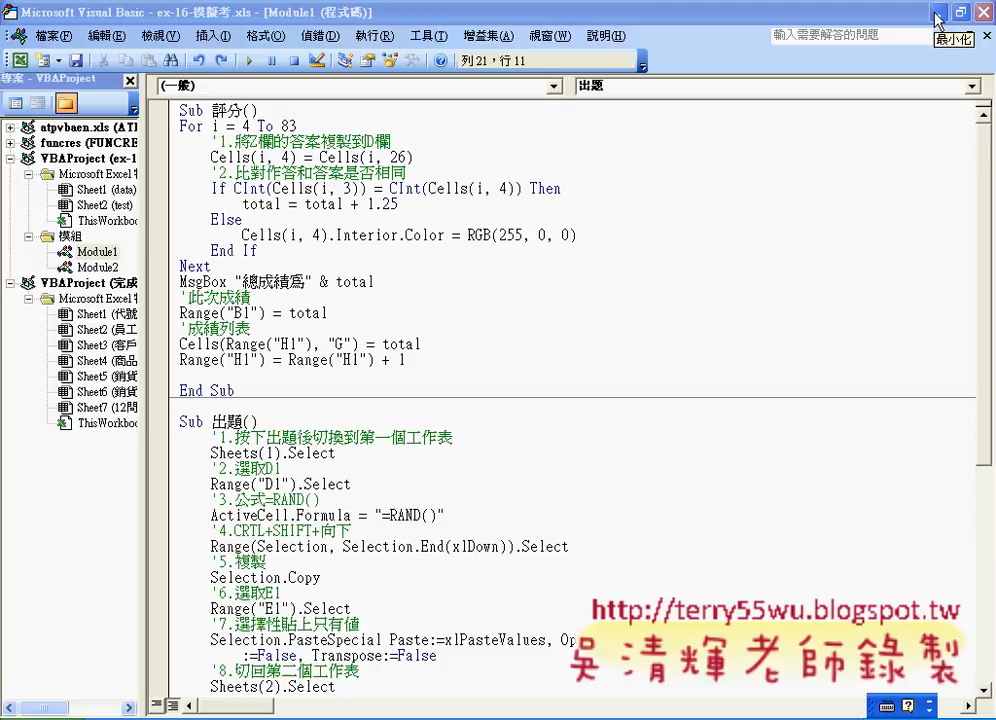 Microsoft Visual Basic - ex-16-模擬考.xls - [Module1 (程式碼)]
檔案(F) 編輯(E) 檢視(V) 插入(I) 格式(O) 偵錯(D) 執行(R) 工具(T) 增益集(A) 視窗(W) 說明(H) 輸入需要解答的問題
最小化
列 21，行 11
專案 - VBAProject
(一般) 出題
atpvbaen.xls (ATI
funcres (FUNCRE
VBAProject (ex-1
Microsoft Excel
Sheet1 (data)
Sheet2 (test)
ThisWorkbo
模組
Module1
Module2
VBAProject (完成
Microsoft Excel
Sheet1 (代號
Sheet2 (員工
Sheet3 (客戶
Sheet4 (商品
Sheet5 (銷貨
Sheet6 (銷貨
Sheet7 (12問
ThisWorkbo
Sub 評分()
For i = 4 To 83
'1.將Z欄的答案複製到D欄
Cells(i, 4) = Cells(i, 26)
'2.比對作答和答案是否相同
If CInt(Cells(i, 3)) = CInt(Cells(i, 4)) Then
total = total + 1.25
Else
Cells(i, 4).Interior.Color = RGB(255, 0, 0)
End If
Next
MsgBox "總成績為" & total
'此次成績
Range("B1") = total
'成績列表
Cells(Range("H1"), "G") = total
Range("H1") = Range("H1") + 1
End Sub
Sub 出題()
'1.按下出題後切換到第一個工作表
Sheets(1).Select
'2.選取D1
Range("D1").Select
'3.公式=RAND()
ActiveCell.Formula = "=RAND()"
'4.CRTL+SHIFT+向下
Range(Selection, Selection.End(xlDown)).Select
'5.複製
Selection.Copy
'6.選取E1
Range("E1").Select
'7.選擇性貼上只有值
Selection.PasteSpecial Paste:=xlPasteValues, Op
:=False, Transpose:=False
'8.切回第二個工作表
Sheets(2).Select
http://terry55wu.blogspot.tw
吳清輝老師錄製